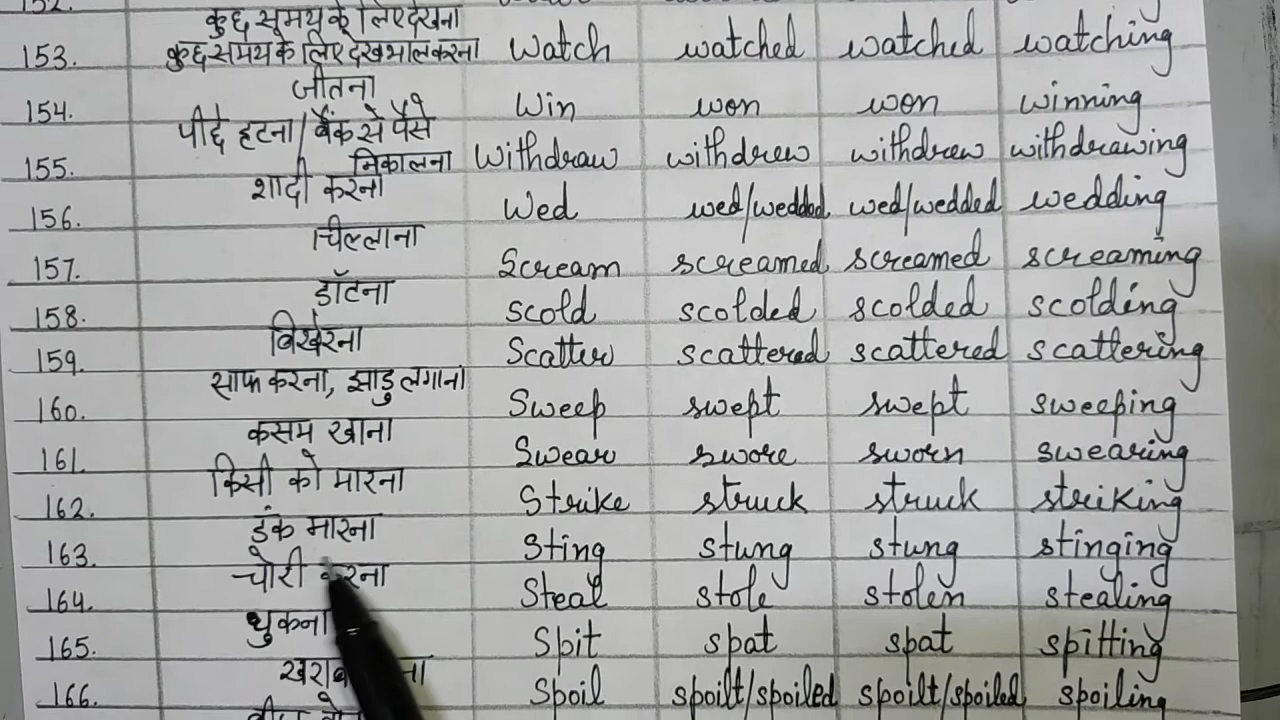 152.
कुछ समय के लिए देखना
153. कुछ समय के लिए देखभाल करना Watch watched watched watching
जीतना
154. Win won won winning
पीछे हटना/बैंक से पैसे
155. निकालना Withdraw withdrew withdrew withdrawing
शादी करना
156. Wed wed/wedded wed/wedded wedding
चिल्लाना
157. Scream screamed screamed screaming
डॉटना
158. Scold scolded scolded scolding
बिखेरना
159. Scatter scattered scattered scattering
साफ करना, झाडु लगाना
160. Sweep swept swept sweeping
कसम खाना
161. Swear swore sworn swearing
किसी को मारना
162. Strike struck struck striking
डंक मारना
163. Sting stung stung stinging
चोरी करना
164. Steal stole stolen stealing
थुकना
165. Spit spat spat spitting
166. Spoil spoilt/spoiled spoilt/spoiled spoiling